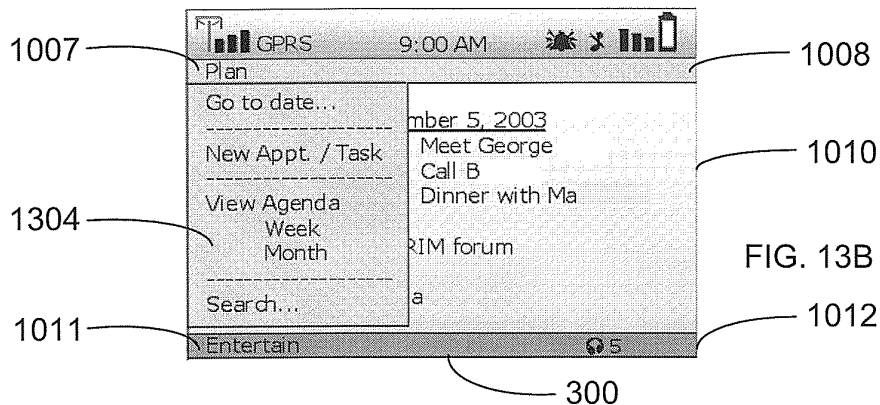 GPRS 9:00 AM
1007
1008
Plan
Go to date...
mber 5, 2003
New Appt. / Task
Meet George
Call B
1010
Dinner with Ma
View Agenda
1304
Week
Month
RIM forum
FIG. 13B
Search...
a
1011
1012
Entertain
5
300